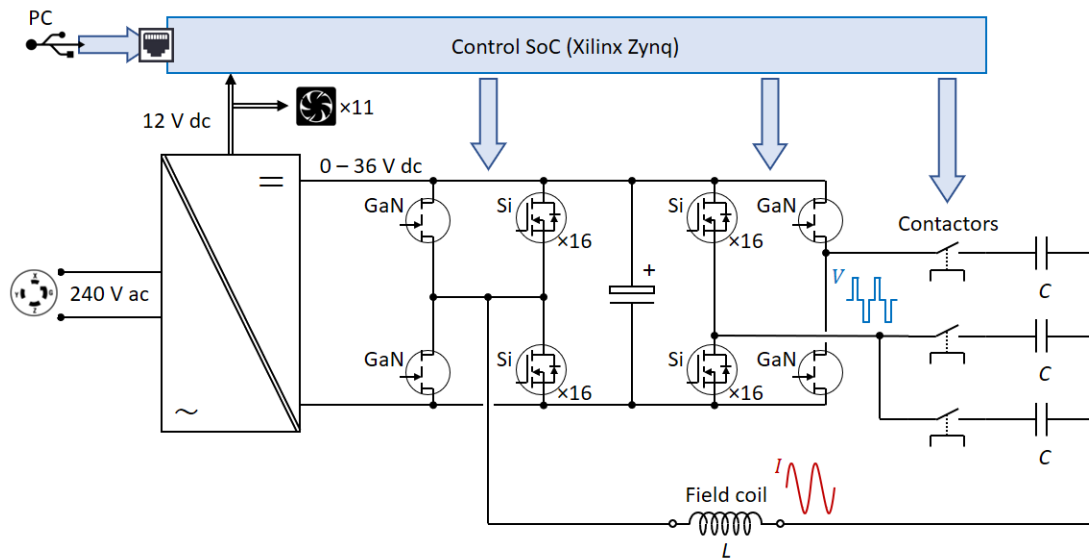 PC
Control SoC (Xilinx Zynq)
12 V dc
×11
0 – 36 V dc
=
GaN
Si
Si
GaN
×16
×16
Contactors
240 V ac
X
Y
G
Z
+
V
C
GaN
Si
Si
GaN
×16
×16
C
~
C
I
Field coil
L